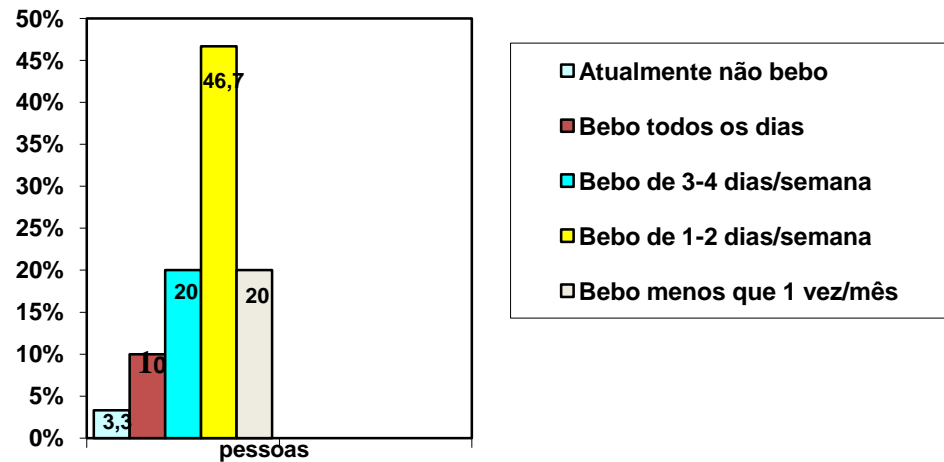 50%
45%
40%
35%
30%
25%
20%
15%
10%
5%
0%
3,3
10
20
46,7
20
pessoas
Atualmente não bebo
Bebo todos os dias
Bebo de 3-4 dias/semana
Bebo de 1-2 dias/semana
Bebo menos que 1 vez/mês